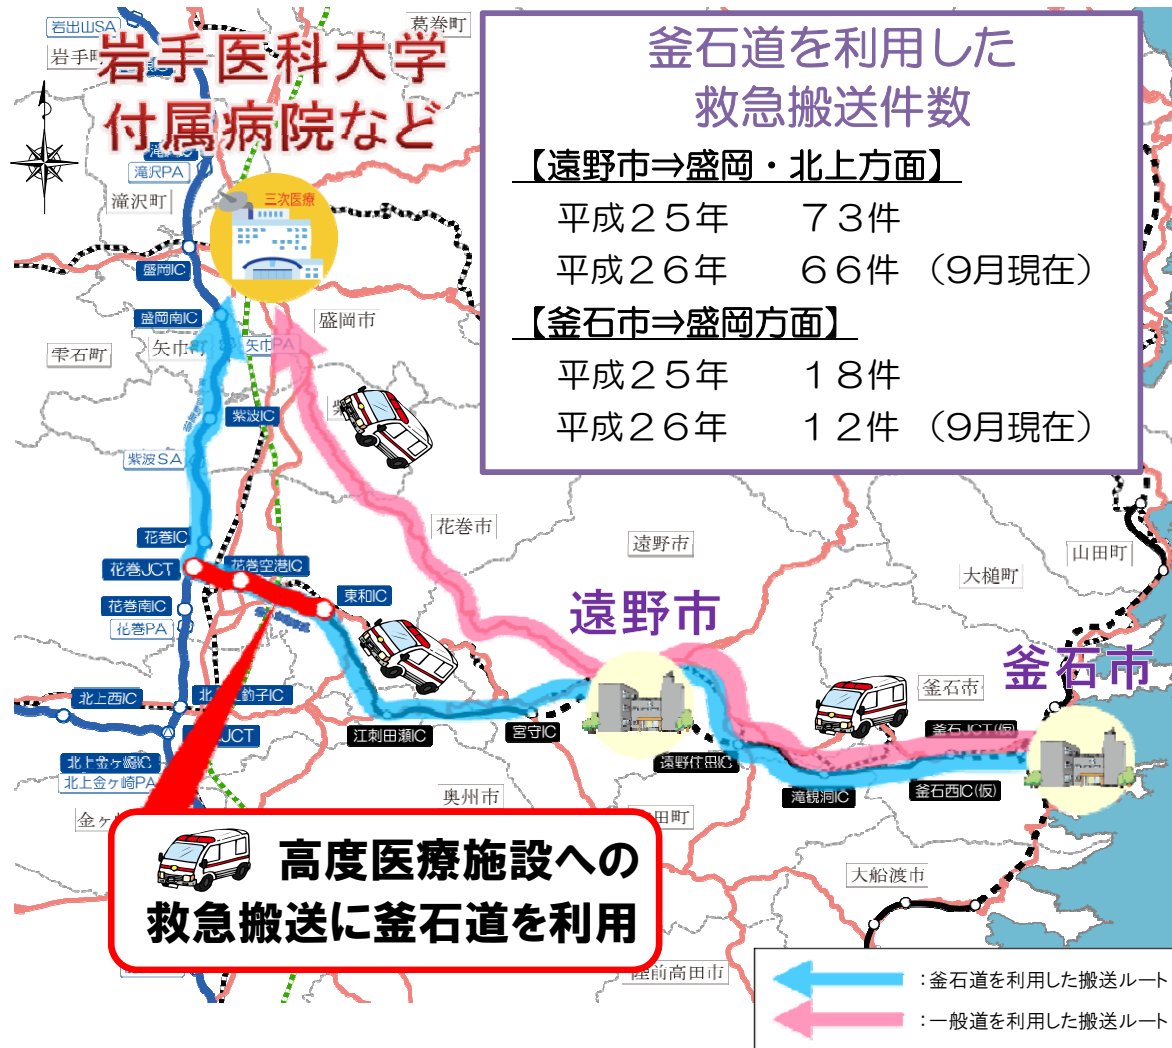 岩出山SA
葛巻町
岩手医科大学
付属病院など
滝沢PA
滝沢町
三次医療
盛岡IC
盛岡南IC
盛岡市
雫石町
矢巾町
矢巾PA
紫波IC
紫波SA
花巻市
花巻IC
花巻JCT
花巻空港IC
花巻南IC
東和IC
花巻PA
遠野市
山田町
大槌町
遠野市
釜石市
釜石市
北上西IC
江刺田瀬IC
宮守IC
釜石JCT(仮)
遠野住田IC
北上金ヶ崎IC
北上金ヶ崎PA
滝観洞IC
釜石西IC(仮)
奥州市
田町
大船渡市
陸前高田市
釜石道を利用した
救急搬送件数
【遠野市⇒盛岡・北上方面】
平成25年 73件
平成26年 66件 (9月現在)
【釜石市⇒盛岡方面】
平成25年 18件
平成26年 12件 (9月現在)
高度医療施設への
救急搬送に釜石道を利用
:釜石道を利用した搬送ルート
:一般道を利用した搬送ルート